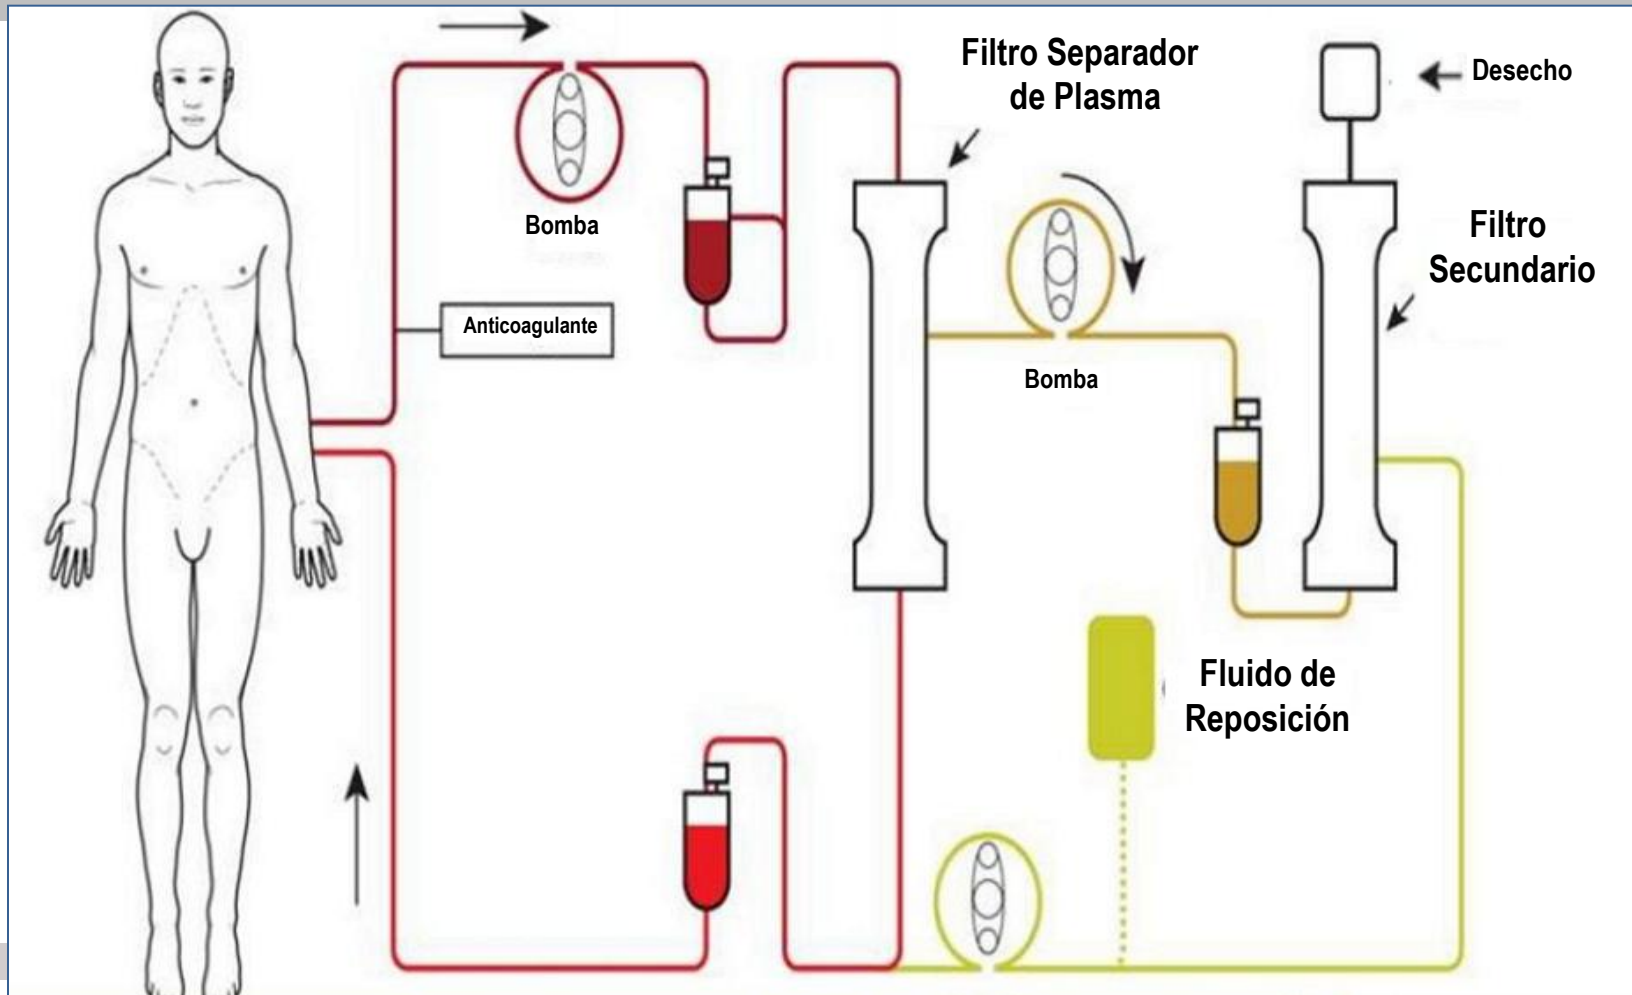 Filtro Separador
de Plasma
Desecho
Bomba
Filtro
Secundario
Anticoagulante
Bomba
Fluido de
Reposición